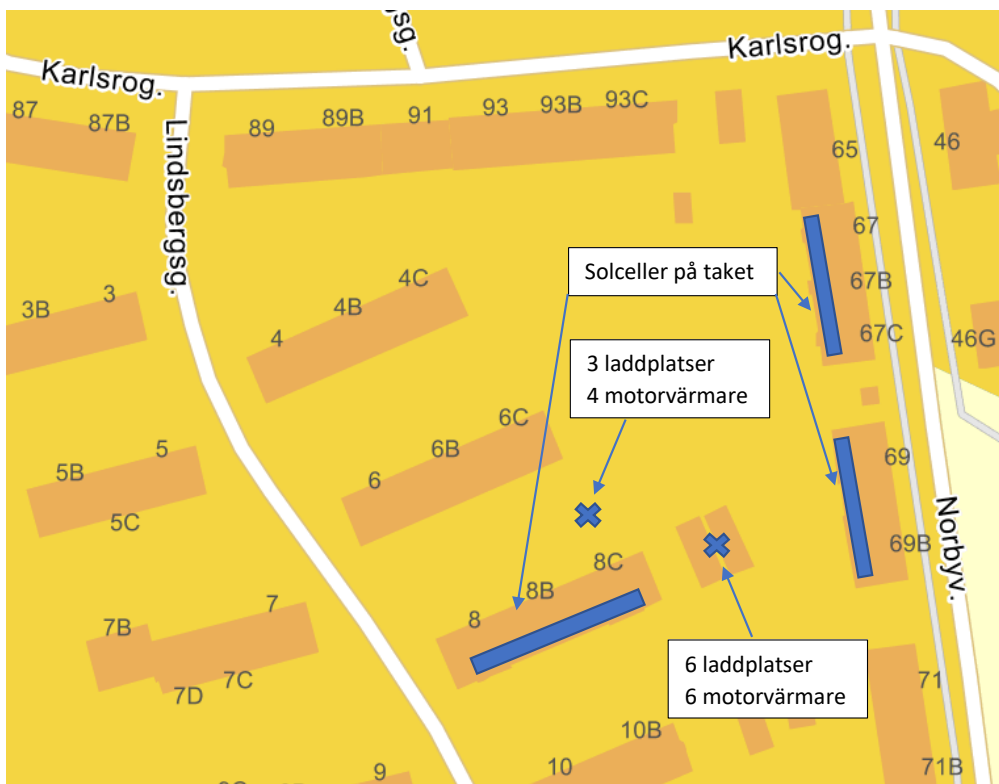 sg.
Karlsrog.
Karlsrog.
87
87B
89
89B
91
93
93B
93C
65
46
Lindsbergsg.
67
67B
67C
46G
Solceller på taket
3B
3
4
4B
4C
3 laddplatser
4 motorvärmare
5B
5
5C
6
6B
6C
69
69B
Norbyv.
8
8B
8C
7B
7
7C
7D
6 laddplatser
6 motorvärmare
71
71B
10
10B
9